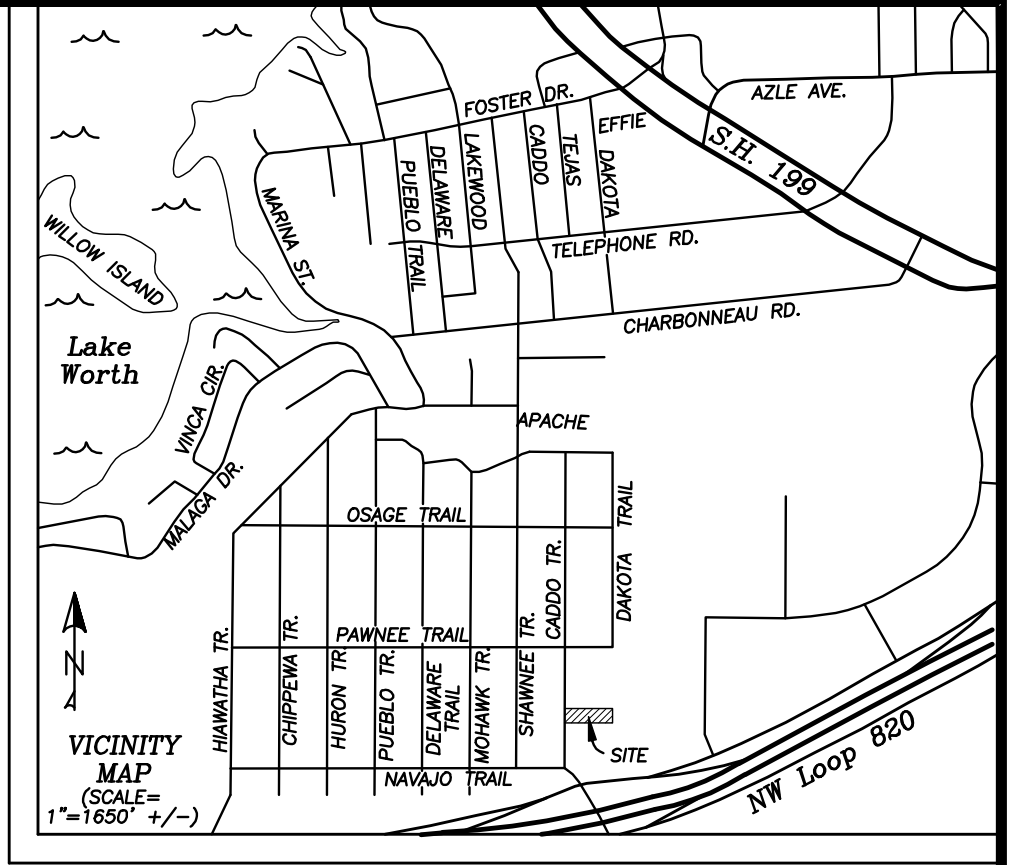 AZLE AVE.
FOSTER DR.
EFFIE
S.H. 199
PUEBLO TRAIL
DELAWARE
LAKEWOOD
CADDO
TEJAS
DAKOTA
MARINA ST.
WILLOW ISLAND
TELEPHONE RD.
CHARBONNEAU RD.
Lake
Worth
VINCA CIR.
MALAGA DR.
APACHE
OSAGE TRAIL
DAKOTA TRAIL
CADDO TR.
PAWNEE TRAIL
HIAWATHA TR.
CHIPPEWA TR.
HURON TR.
PUEBLO TR.
DELAWARE
TRAIL
MOHAWK TR.
SHAWNEE TR.
N
SITE
NAVAJO TRAIL
NW Loop 820
VICINITY
MAP
(SCALE=
1"=1650' +/-)